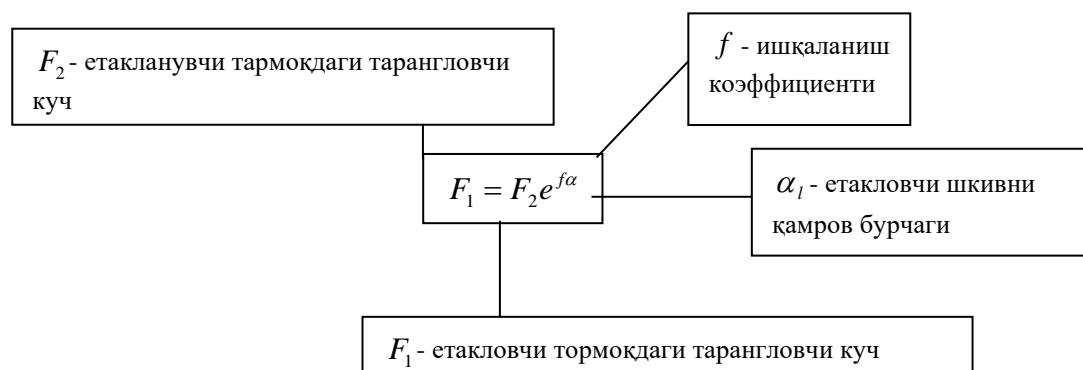 F₂ - етакланувчи тармоқдаги тарангловчи
куч
f - ишқаланиш
коэффициенти
F₁ = F₂e^{fα}
α_l - етакловчи шкивни
қамров бурчаги
F₁ - етакловчи тормоқдаги тарангловчи куч